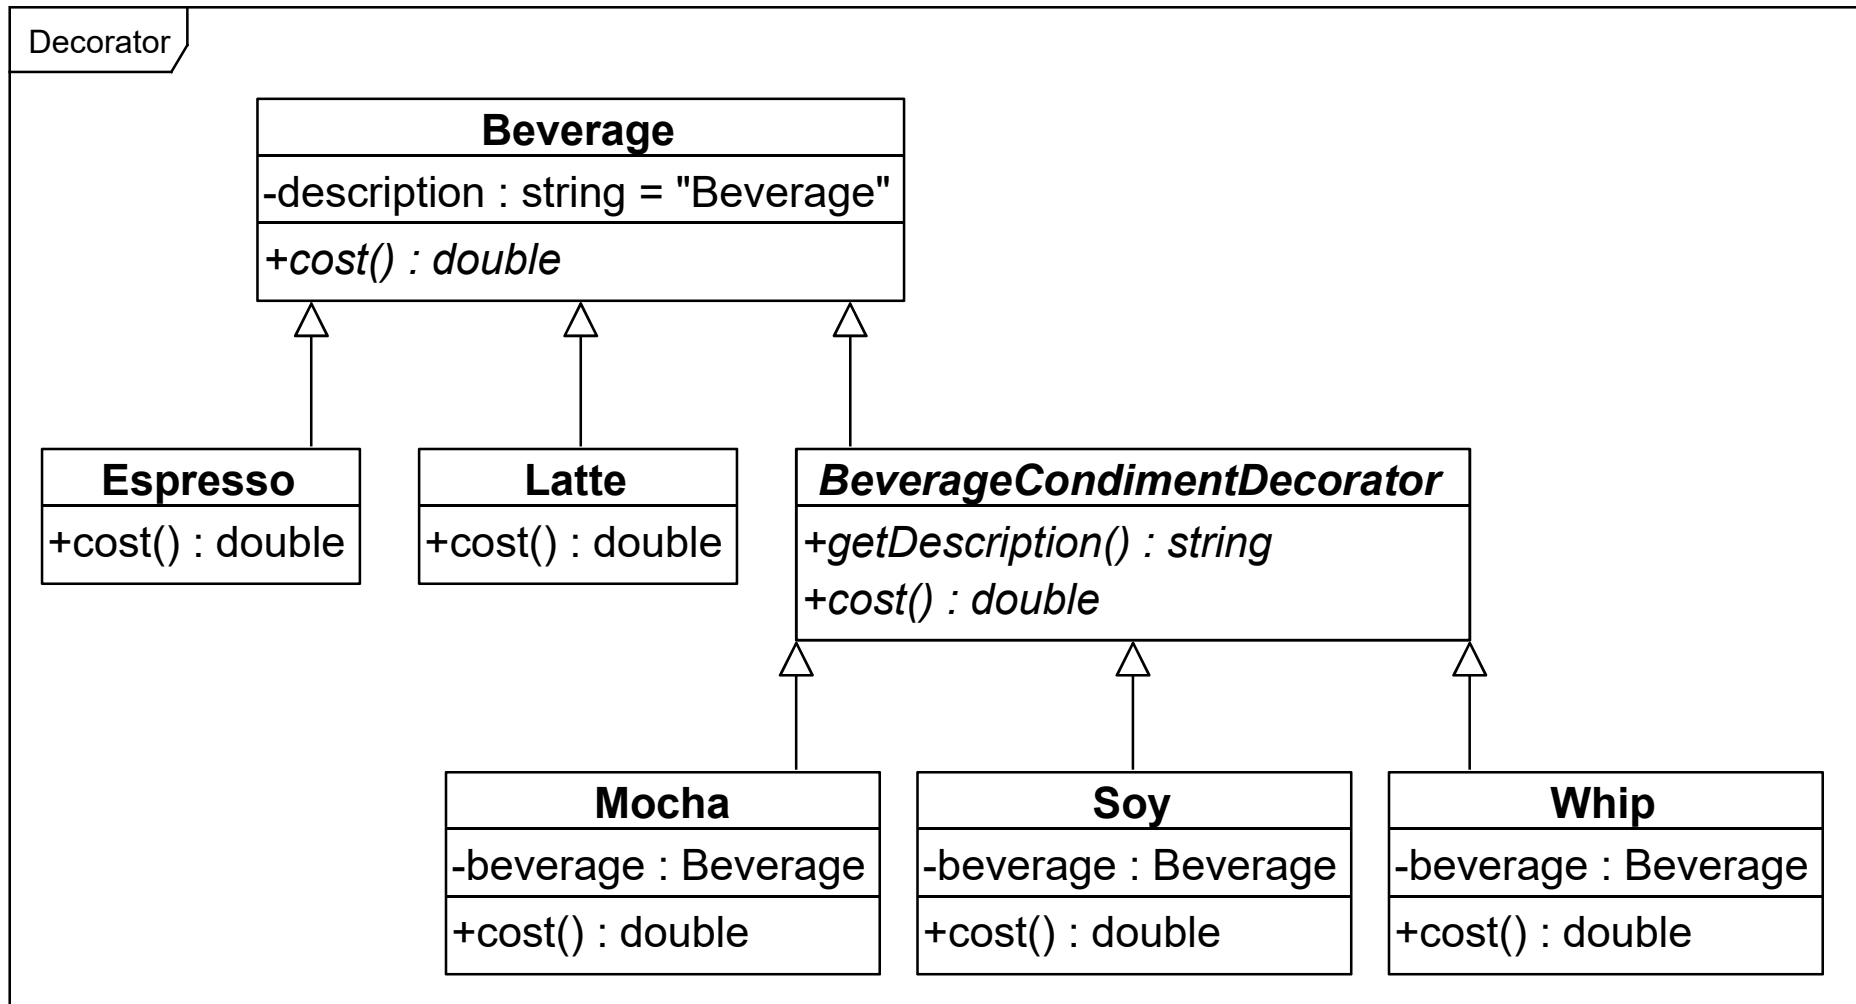 Decorator
Beverage
-description : string = "Beverage"
+cost() : double
Espresso
+cost() : double
Latte
+cost() : double
BeverageCondimentDecorator
+getDescription() : string
+cost() : double
Mocha
-beverage : Beverage
+cost() : double
Soy
-beverage : Beverage
+cost() : double
Whip
-beverage : Beverage
+cost() : double